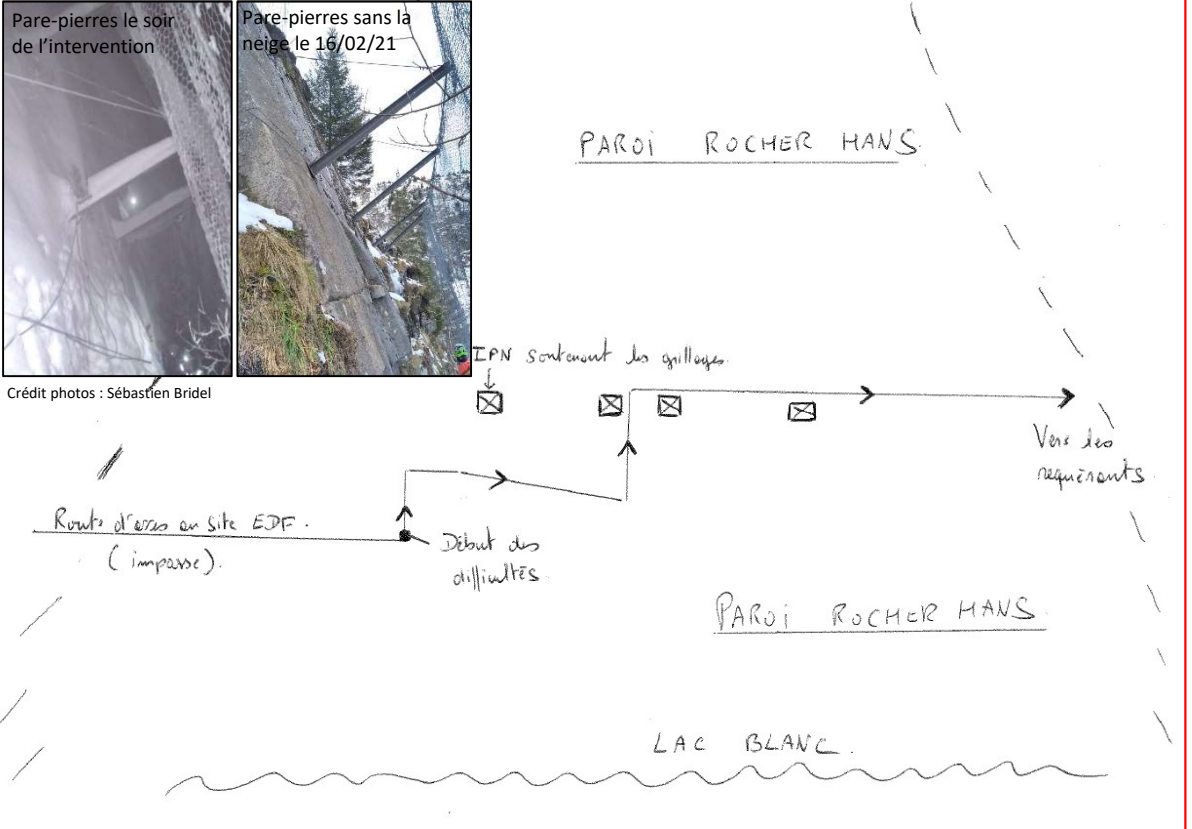 Pare-pierres le soir
de l'intervention
Pare-pierres sans la
neige le 16/02/21
Crédit photos : Sébastien Bridel
PAROI ROCHER HANS
IPN soutenant les grillages.
Vers les
requérants.
Route d'accès au site EDF.
(impasse).
Début des
difficultés
PAROI ROCHER HANS
LAC BLANC.